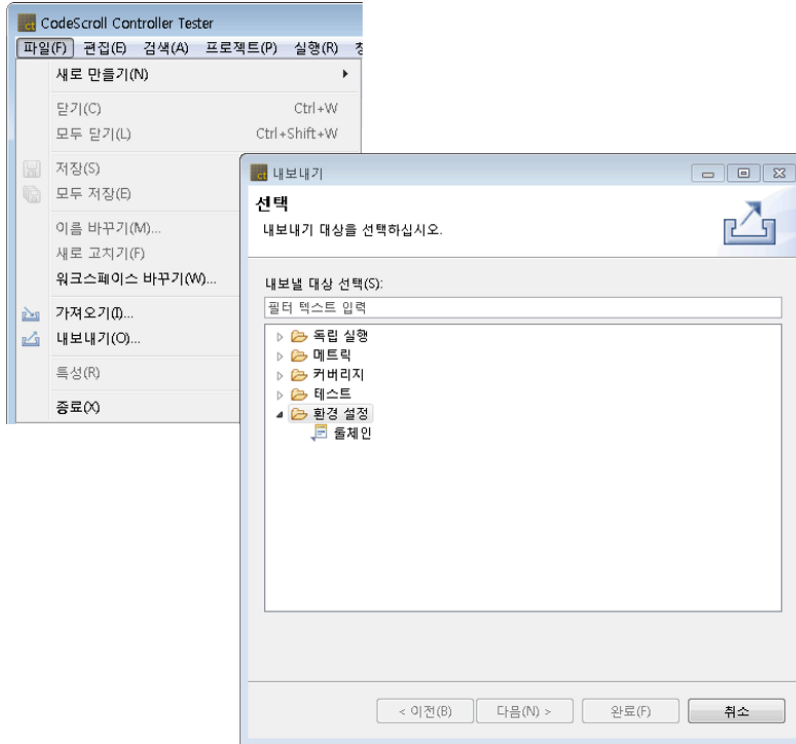 CodeScroll Controller Tester
파일(F) 편집(E) 검색(A) 프로젝트(P) 실행(R)
새로 만들기(N)
닫기(C) Ctrl+W
모두 닫기(L) Ctrl+Shift+W
저장(S)
모두 저장(E)
이름 바꾸기(M)...
새로 고치기(F)
워크스페이스 바꾸기(W)...
가져오기(I)...
내보내기(O)...
특성(R)
종료(X)
내보내기
선택
내보내기 대상을 선택하십시오.
내보낼 대상 선택(S):
필터 텍스트 입력
독립 실행
메트릭
커버리지
테스트
환경 설정
툴체인
< 이전(B) 다음(N) > 완료(F) 취소